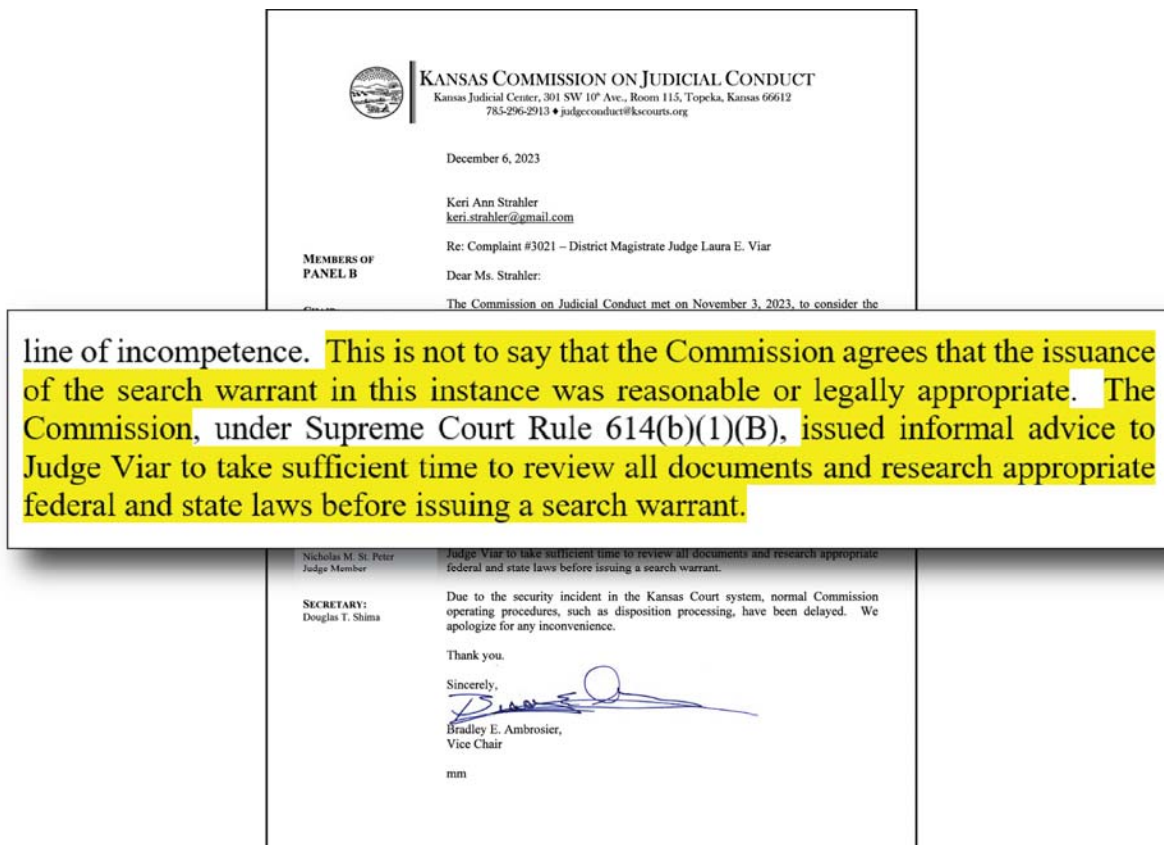 KANSAS COMMISSION ON JUDICIAL CONDUCT
Kansas Judicial Center, 301 SW 10th Ave., Room 115, Topeka, Kansas 66612
785-296-2913 ♦ judgeconduct@kscourts.org
December 6, 2023
Keri Ann Strahler
keri.strahler@gmail.com
Re: Complaint #3021 – District Magistrate Judge Laura E. Viar
MEMBERS OF
PANEL B
Dear Ms. Strahler:
The Commission on Judicial Conduct met on November 3, 2023, to consider the
line of incompetence. This is not to say that the Commission agrees that the issuance
of the search warrant in this instance was reasonable or legally appropriate. The
Commission, under Supreme Court Rule 614(b)(1)(B), issued informal advice to
Judge Viar to take sufficient time to review all documents and research appropriate
federal and state laws before issuing a search warrant.
Nicholas M. St. Peter
Judge Member
Judge Viar to take sufficient time to review all documents and research appropriate
federal and state laws before issuing a search warrant.
SECRETARY:
Douglas T. Shima
Due to the security incident in the Kansas Court system, normal Commission
operating procedures, such as disposition processing, have been delayed. We
apologize for any inconvenience.
Thank you.
Sincerely,
Bradley E. Ambrosier,
Vice Chair
mm